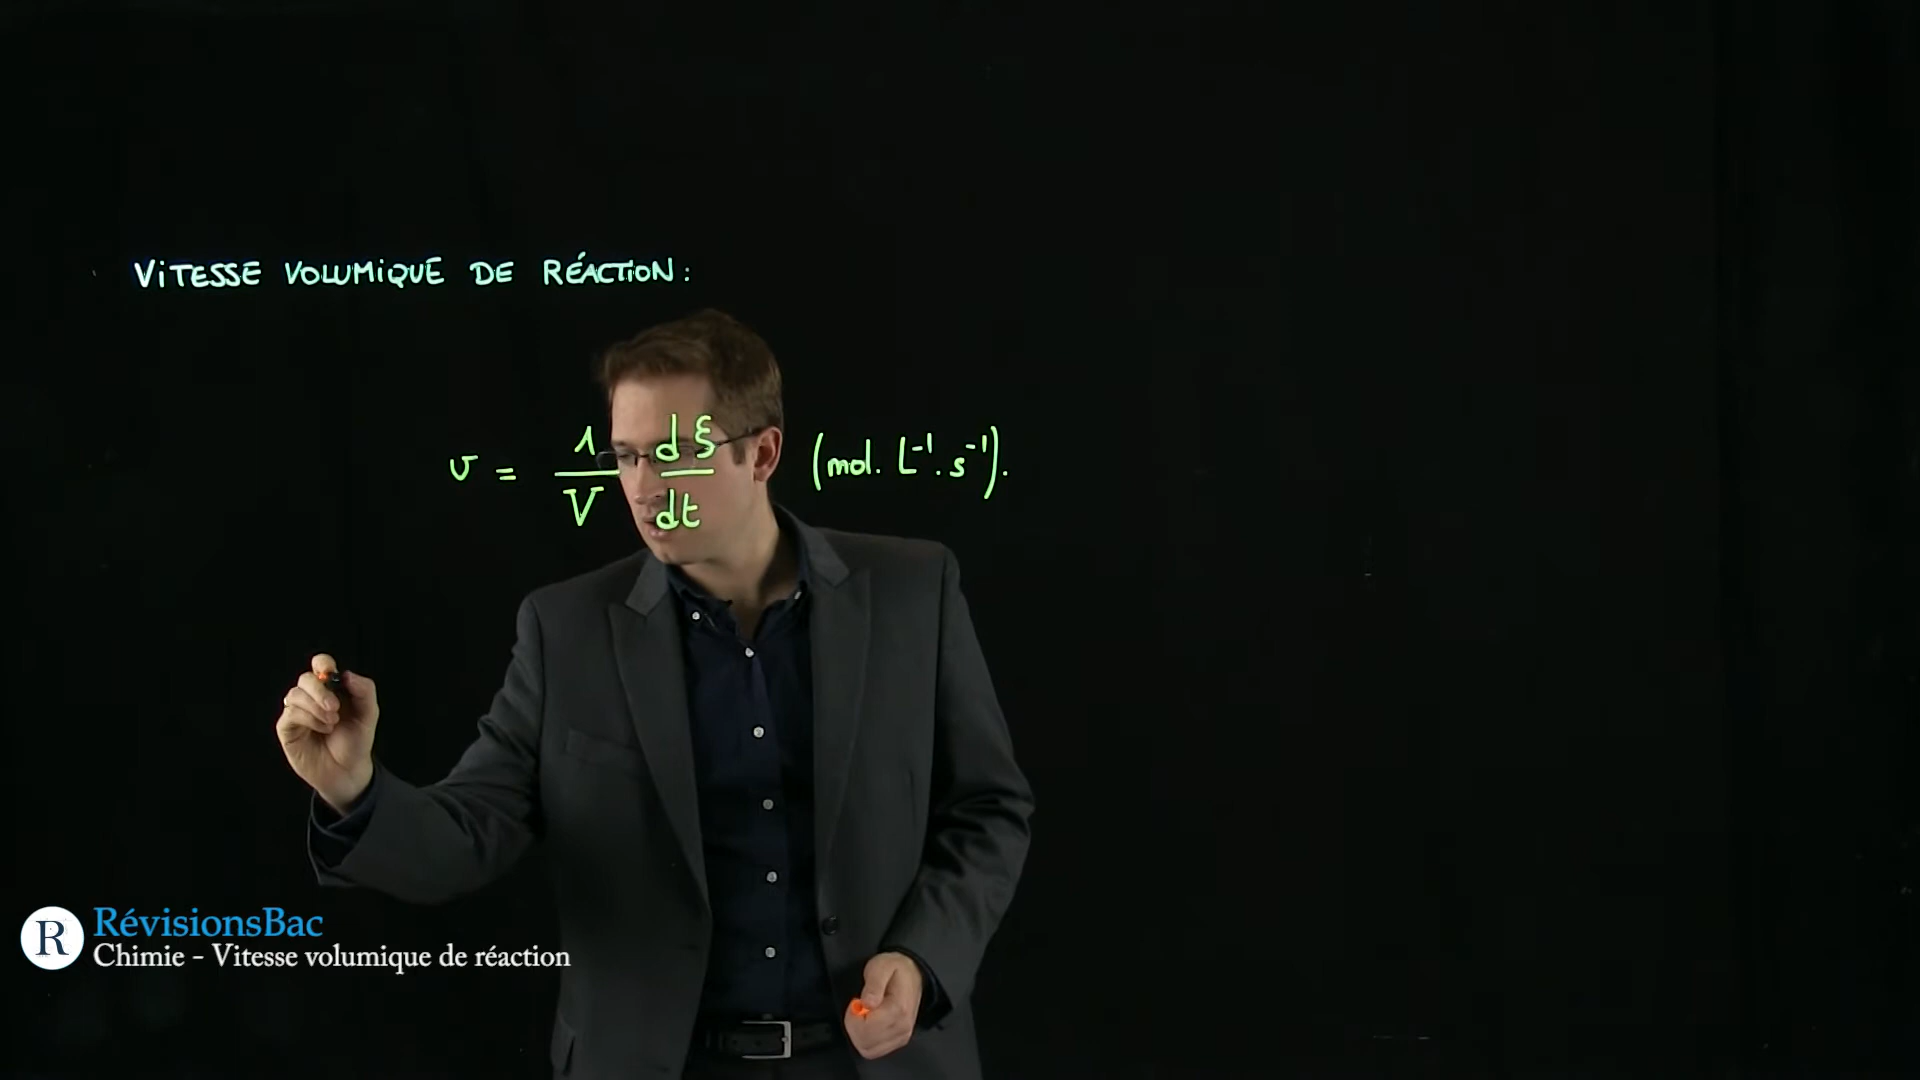 VITESSE VOLUMIQUE DE RÉACTION :
v = 1/V dξ/dt (mol. L⁻¹. s⁻¹).
R RévisionsBac
Chimie - Vitesse volumique de réaction